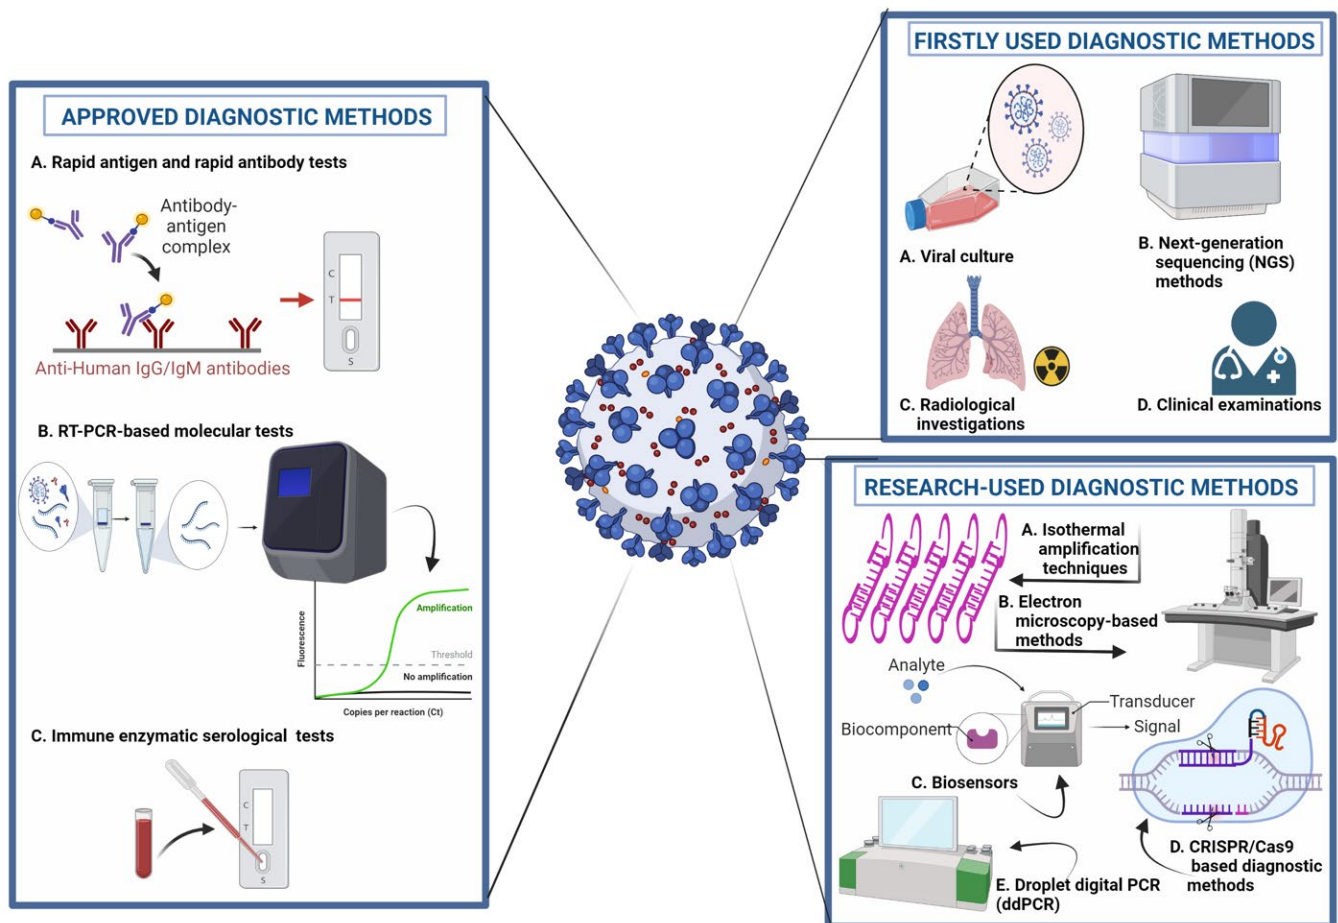 APPROVED DIAGNOSTIC METHODS
A. Rapid antigen and rapid antibody tests
Antibody-
antigen
complex
C
T
S
Anti-Human IgG/IgM antibodies
B. RT-PCR-based molecular tests
Fluorescence
Amplification
Threshold
No amplification
Copies per reaction (Ct)
C. Immune enzymatic serological tests
C
T
S
FIRSTLY USED DIAGNOSTIC METHODS
A. Viral culture
B. Next-generation
sequencing (NGS)
methods
C. Radiological
investigations
D. Clinical examinations
RESEARCH-USED DIAGNOSTIC METHODS
A. Isothermal
amplification
techniques
B. Electron
microscopy-based
methods
Analyte
Biocomponent
Transducer
Signal
C. Biosensors
D. CRISPR/Cas9
based diagnostic
methods
E. Droplet digital PCR
(ddPCR)